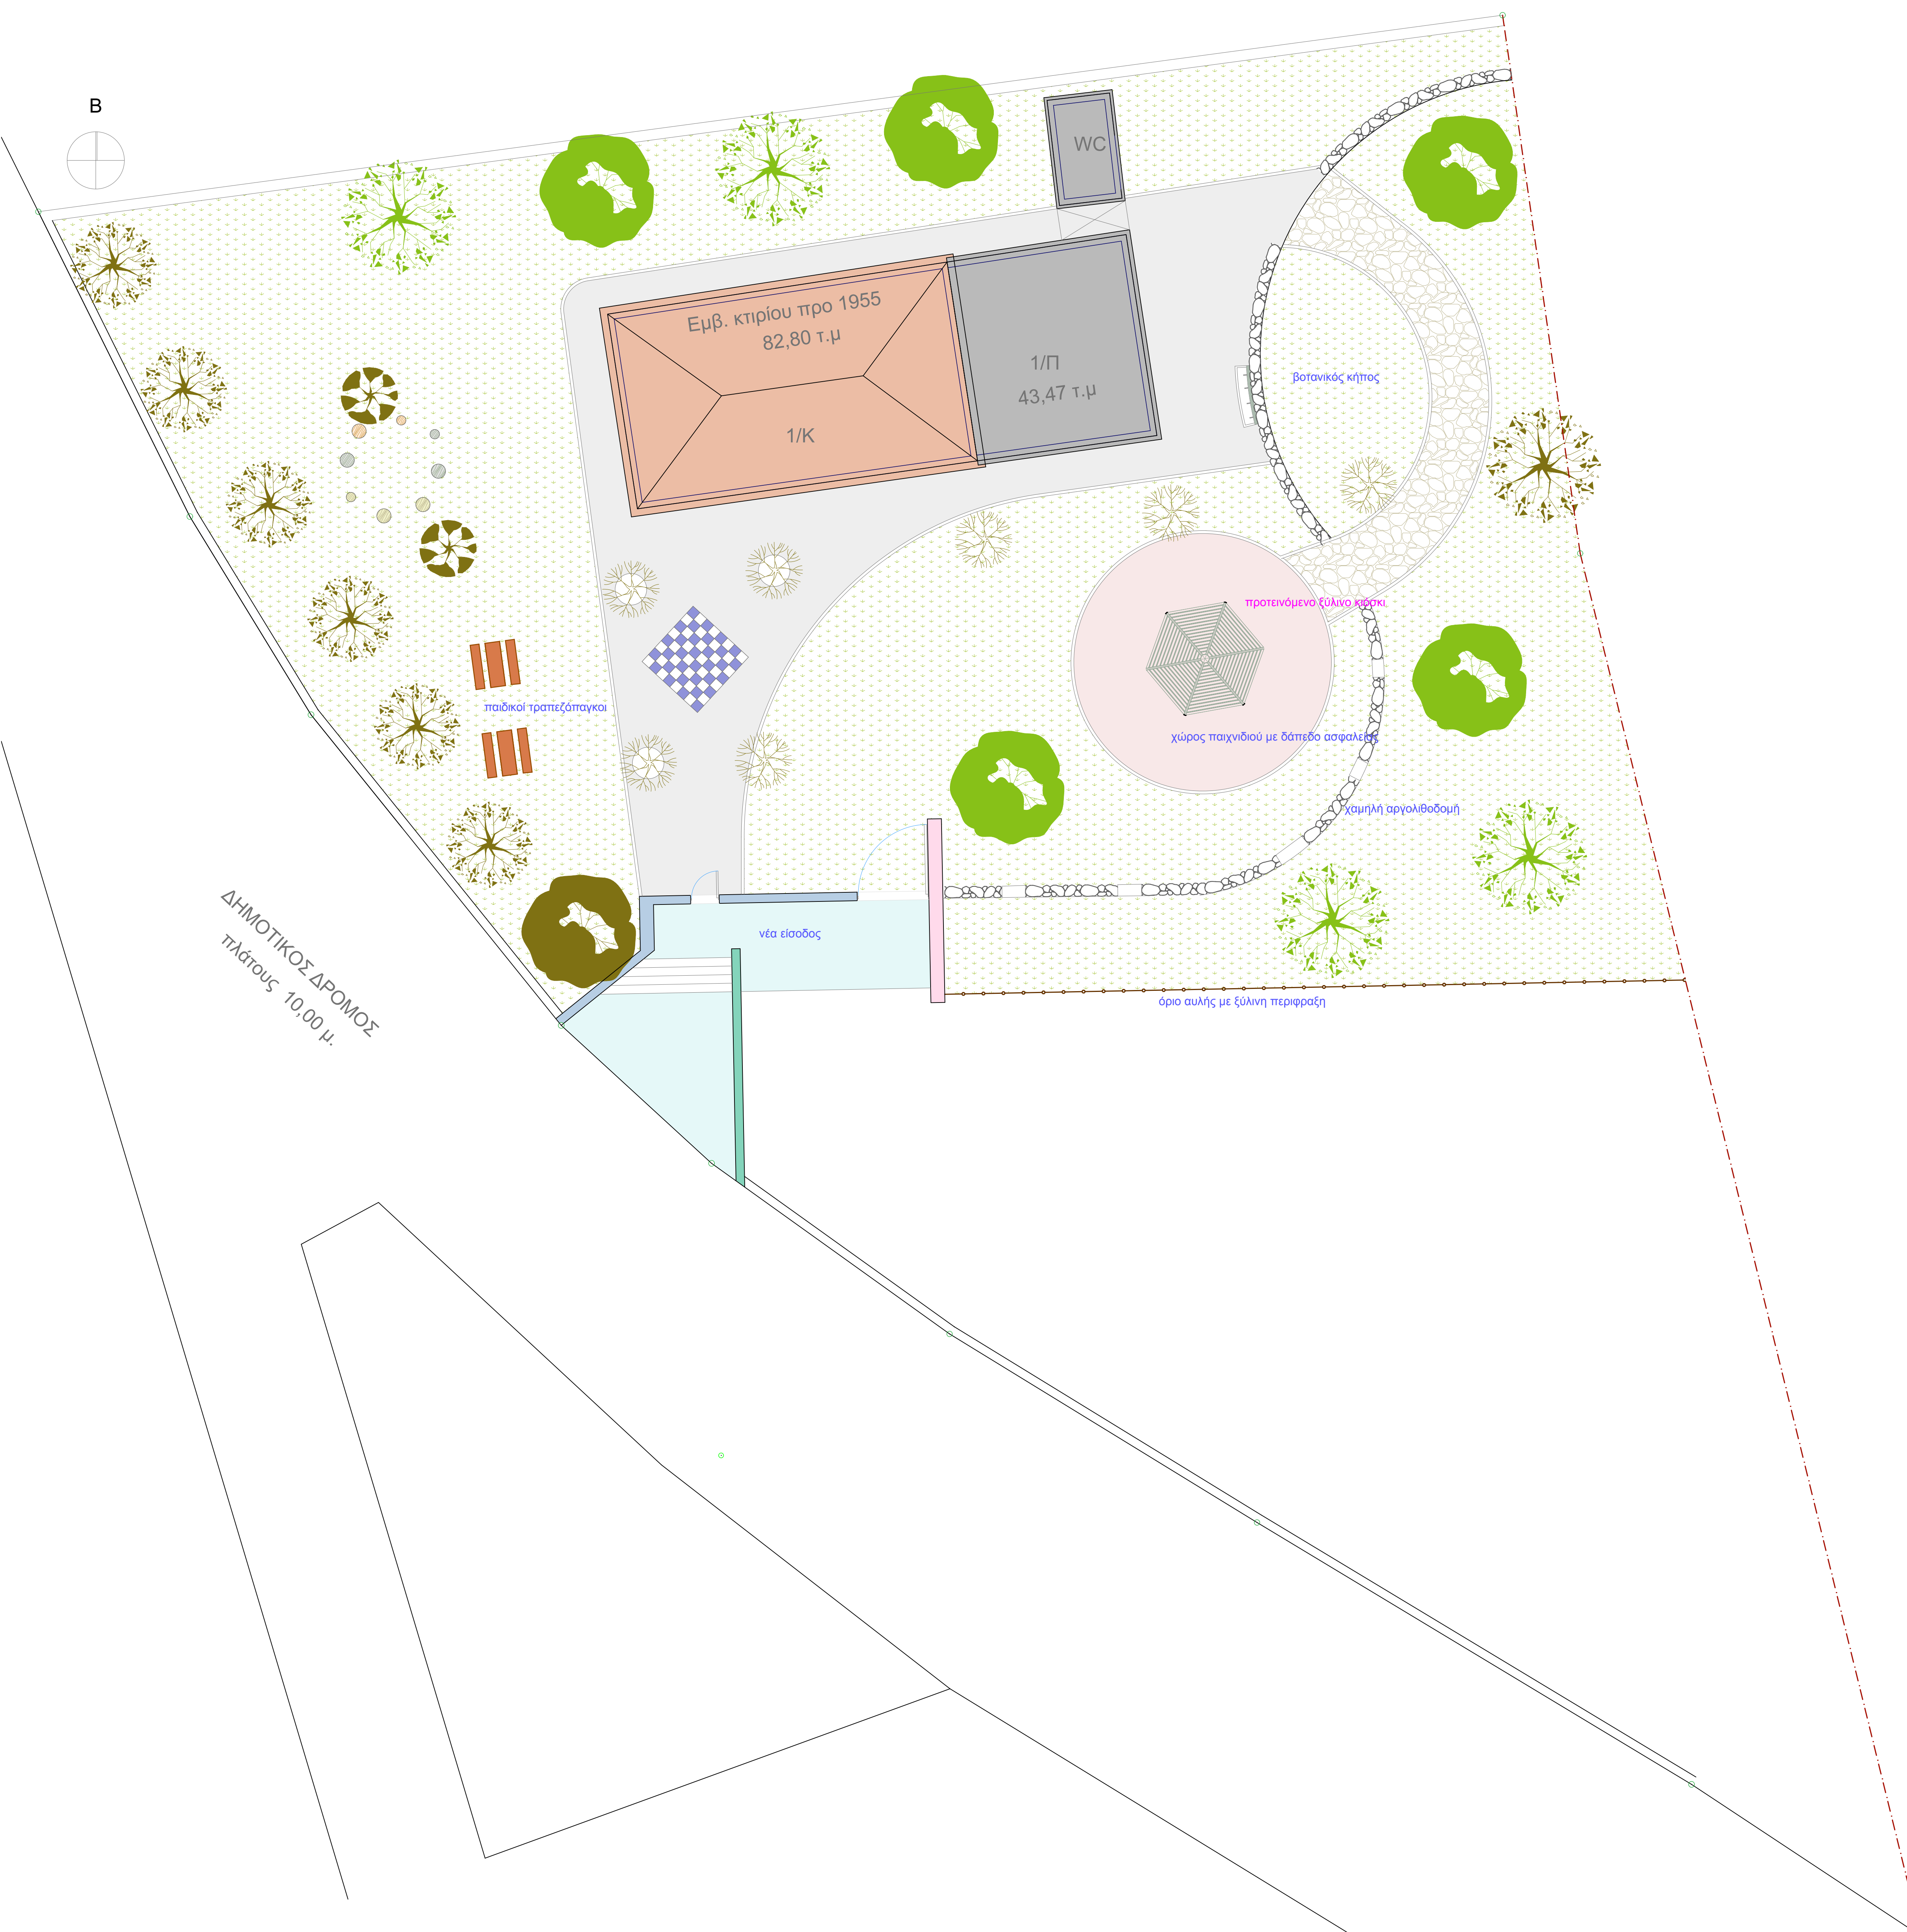 Β
WC
Εμβ. κτιρίου προ 1955
82,80 τ.μ
1/Π
43,47 τ.μ
1/Κ
βοτανικός κήπος
προτεινόμενο ξύλινο κιόσκι
παιδικοί τραπεζόπαγκοι
χώρος παιχνιδιού με δάπεδο ασφαλείας
χαμηλή αργολιθοδομή
νέα είσοδος
όριο αυλής με ξύλινη περιφραξη
ΔΗΜΟΤΙΚΟΣ ΔΡΟΜΟΣ
πλάτους 10,00 μ.